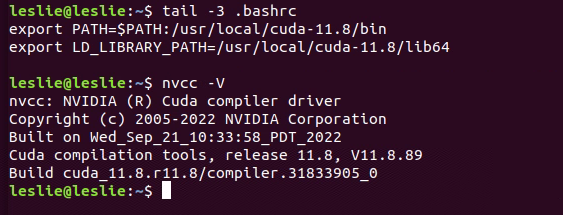 leslie@leslie:~$ tail -3 .bashrc
export PATH=$PATH:/usr/local/cuda-11.8/bin
export LD_LIBRARY_PATH=/usr/local/cuda-11.8/lib64

leslie@leslie:~$ nvcc -V
nvcc: NVIDIA (R) Cuda compiler driver
Copyright (c) 2005-2022 NVIDIA Corporation
Built on Wed_Sep_21_10:33:58_PDT_2022
Cuda compilation tools, release 11.8, V11.8.89
Build cuda_11.8.r11.8/compiler.31833905_0
leslie@leslie:~$